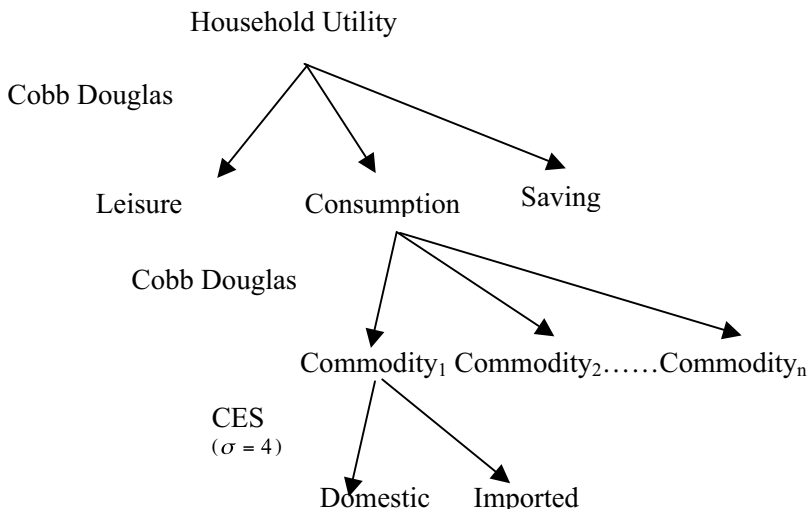 Household Utility
Cobb Douglas
Leisure Consumption Saving
Cobb Douglas
Commodity₁ Commodity₂……Commodityₙ
CES
(σ = 4)
Domestic Imported